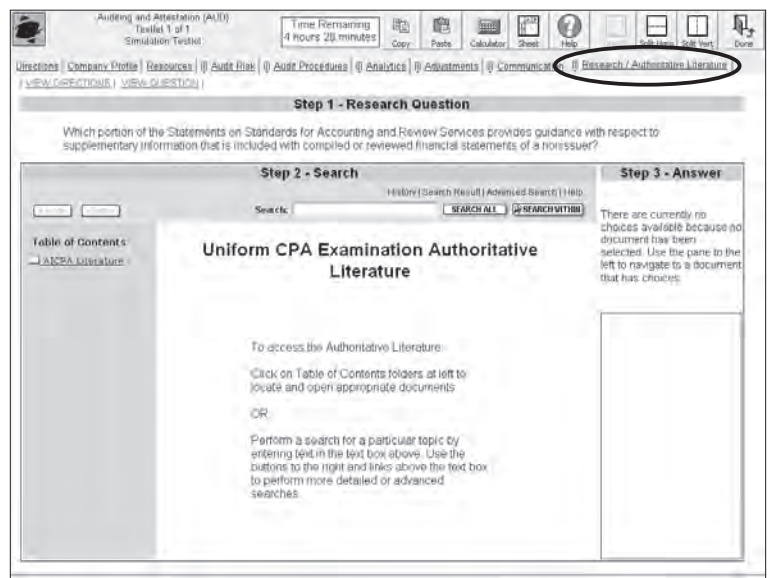 Auditing and Attestation (AUD)
Testlet 1 of 1
Simulation Testlet
Time Remaining
4 hours 28 minutes
Copy
Paste
Calculator
Sheet
Help
Split Horiz
Split Vert
Done
Directions | Company Profile | Resources | Audit Risk | Audit Procedures | Analytics | Adjustments | Communication | Research / Authoritative Literature
| VIEW DIRECTIONS | VIEW QUESTION |
Step 1 - Research Question
Which portion of the Statements on Standards for Accounting and Review Services provides guidance with respect to
supplementary information that is included with compiled or reviewed financial statements of a nonissuer?
Step 2 - Search
History | Search Result | Advanced Search | Help
Search:
SEARCH ALL
SEARCH WITHIN
Table of Contents
AICPA Literature
Uniform CPA Examination Authoritative
Literature
To access the Authoritative Literature
Click on Table of Contents folders at left to
locate and open appropriate documents
OR
Perform a search for a particular topic by
entering text in the text box above. Use the
buttons to the right and links above the text box
to perform more detailed or advanced
searches
Step 3 - Answer
There are currently no
choices available because no
document has been
selected. Use the pane to the
left to navigate to a document
that has choices.